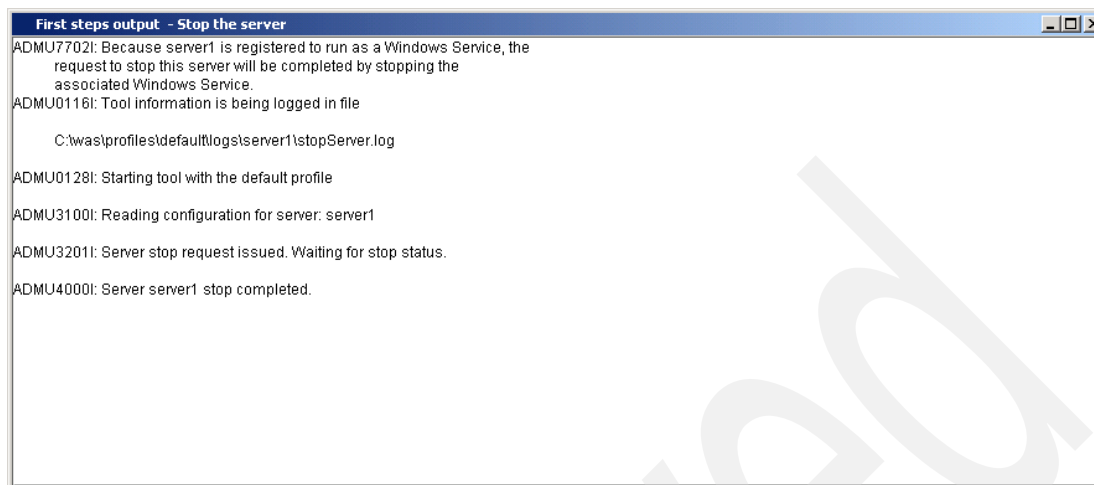 First steps output - Stop the server
ADMU7702I: Because server1 is registered to run as a Windows Service, the
request to stop this server will be completed by stopping the
associated Windows Service.
ADMU0116I: Tool information is being logged in file
C:\was\profiles\default\logs\server1\stopServer.log
ADMU0128I: Starting tool with the default profile
ADMU3100I: Reading configuration for server: server1
ADMU3201I: Server stop request issued. Waiting for stop status.
ADMU4000I: Server server1 stop completed.